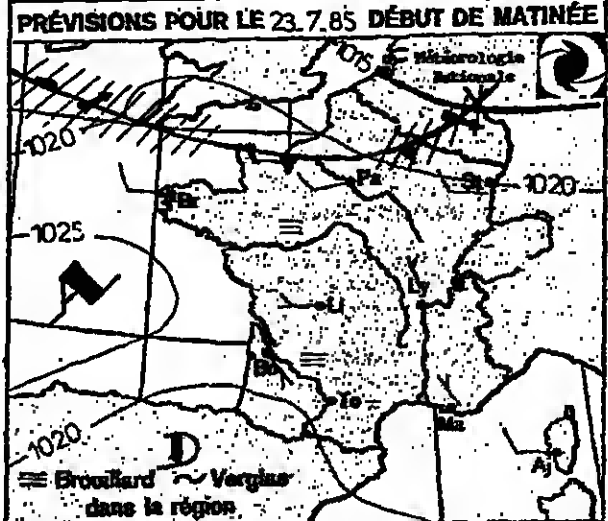 PRÉVISIONS POUR LE 23.7.85 DÉBUT DE MATINÉE
1015
Météorologie
Nationale
1020
Br
Pa
St
1020
1025
A
Ly
Li
Bo
To
Ma
Aj
1020
D
Brouillard Verglas
dans la région